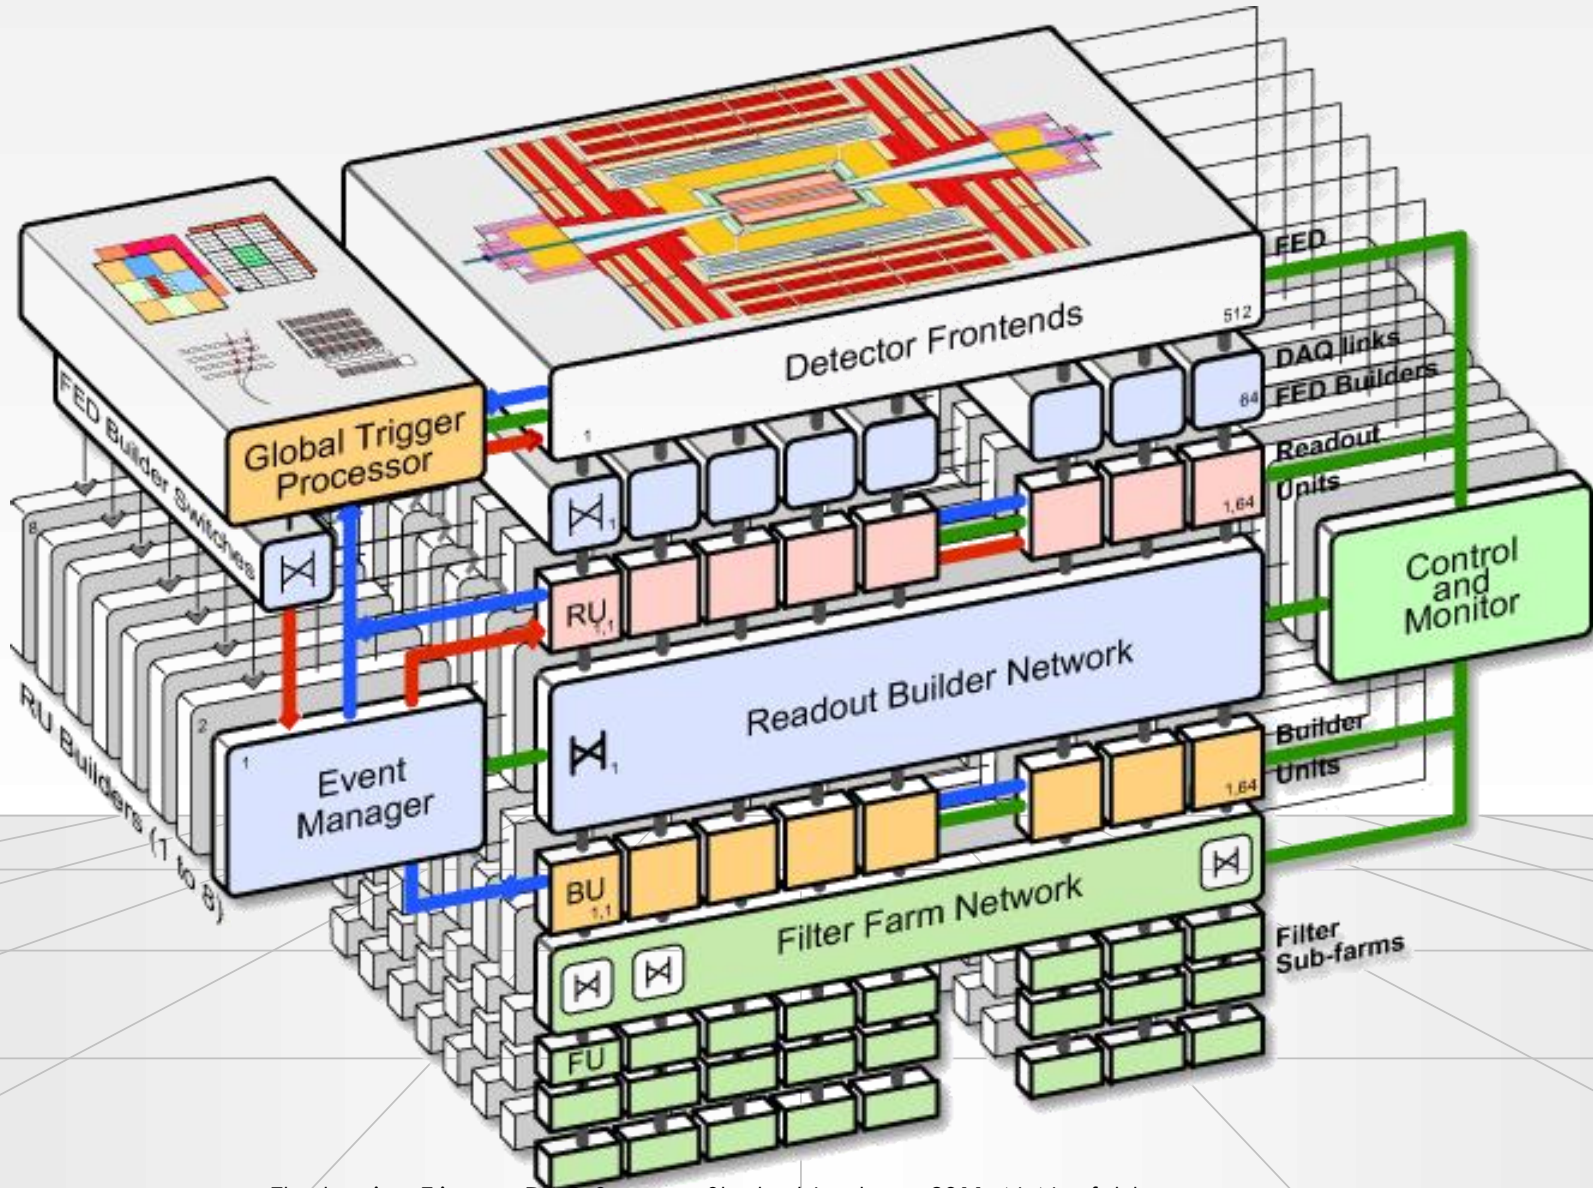 FED
512
Detector Frontends
DAQ links
FED Builders
1
64
Global Trigger
Processor
FED Builder Switches
1
Readout
Units
1,64
8
RU
1,1
Control
and
Monitor
Readout Builder Network
1
2
1
Event
Manager
RU Builders (1 to 8)
Builder
Units
1,64
BU
1,1
Filter Farm Network
Filter
Sub-farms
FU